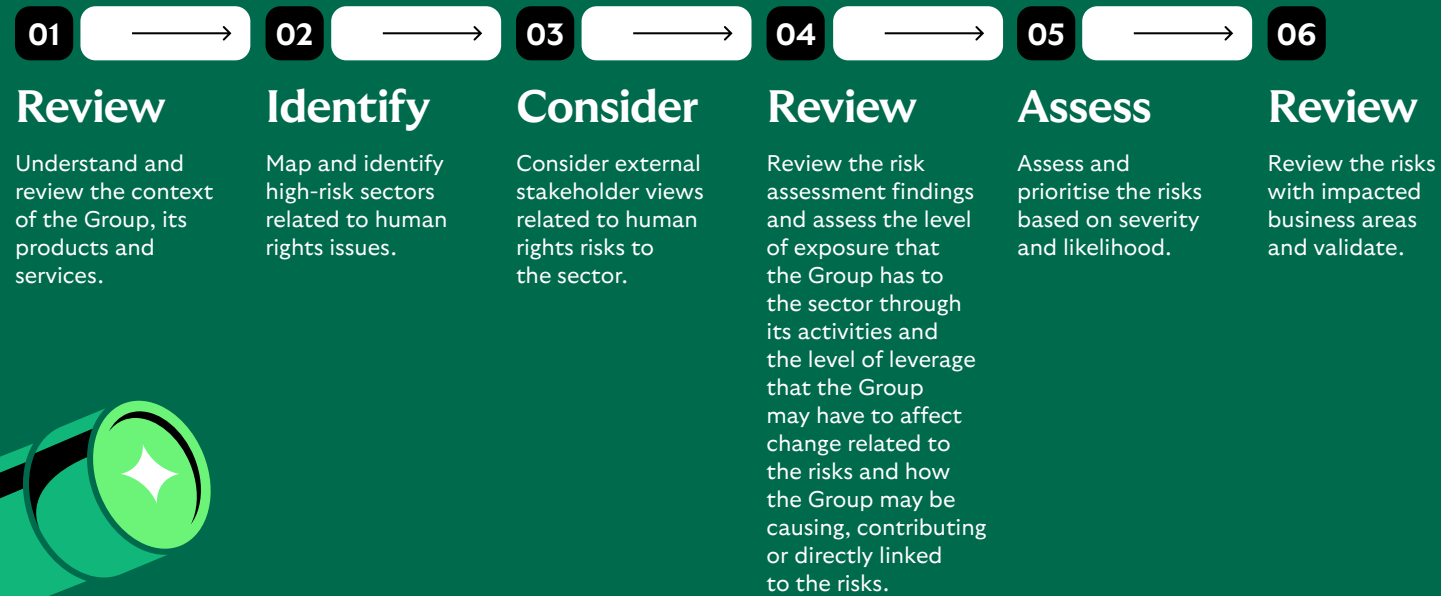 01
Review
Understand and
review the context
of the Group, its
products and
services.
02
Identify
Map and identify
high-risk sectors
related to human
rights issues.
03
Consider
Consider external
stakeholder views
related to human
rights risks to
the sector.
04
Review
Review the risk
assessment findings
and assess the level
of exposure that
the Group has to
the sector through
its activities and
the level of leverage
that the Group
may have to affect
change related to
the risks and how
the Group may be
causing, contributing
or directly linked
to the risks.
05
Assess
Assess and
prioritise the risks
based on severity
and likelihood.
06
Review
Review the risks
with impacted
business areas
and validate.